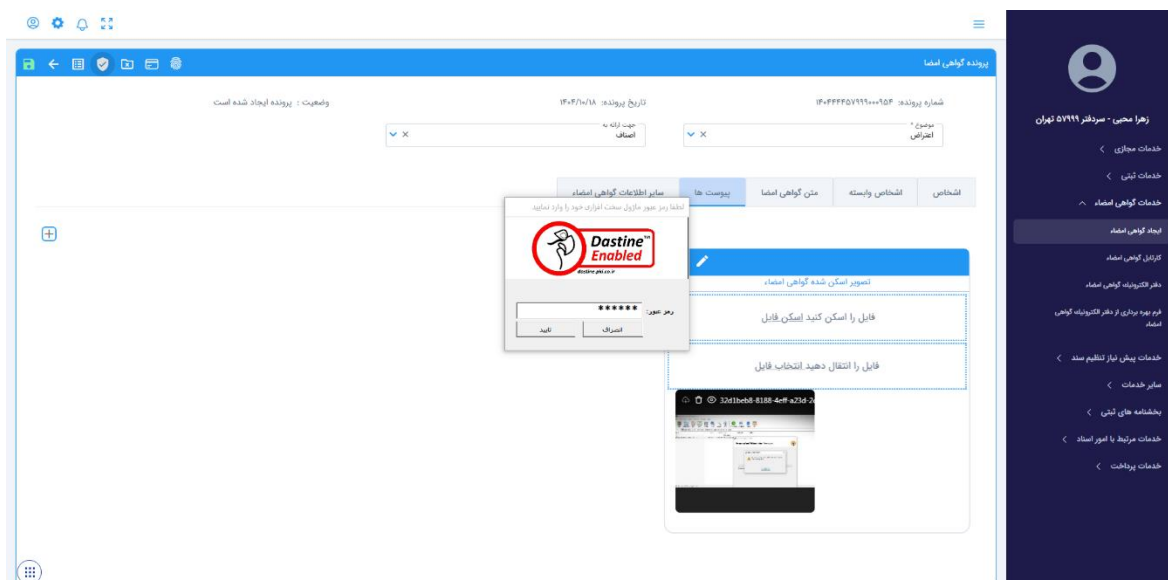 پرونده گواهی امضا
شماره پرونده: ۱۴۰۴۴۴۴۵۷۹۹۹۰۰۰۹۵۴
تاریخ پرونده: ۱۴۰۴/۱۰/۱۸
وضعیت : پرونده ایجاد شده است
موضوع *
اعتراض
جهت ارائه به
اصناف
اشخاص
اشخاص وابسته
متن گواهی امضا
پیوست ها
سایر اطلاعات گواهی امضاء
لطفا رمز عبور ماژول سخت افزاری خود را وارد نمایید
Dastine™
Enabled
dastine.pki.co.ir
رمز عبور: ******
انصراف
تایید
تصویر اسکن شده گواهی امضاء
فایل را اسکن کنید اسکن فایل
فایل را انتقال دهید انتخاب فایل
32d1beb8-8188-4eff-a23d-2
زهرا محبی - سردفتر ۵۷۹۹۹ تهران
خدمات مجازی
خدمات ثبتی
خدمات گواهی امضاء
ایجاد گواهی امضاء
کارتابل گواهی امضاء
دفتر الکترونیک گواهی امضاء
فرم بهره برداری از دفتر الکترونیک گواهی
امضاء
خدمات پیش نیاز تنظیم سند
سایر خدمات
بخشنامه های ثبتی
خدمات مرتبط با امور اسناد
خدمات پرداخت